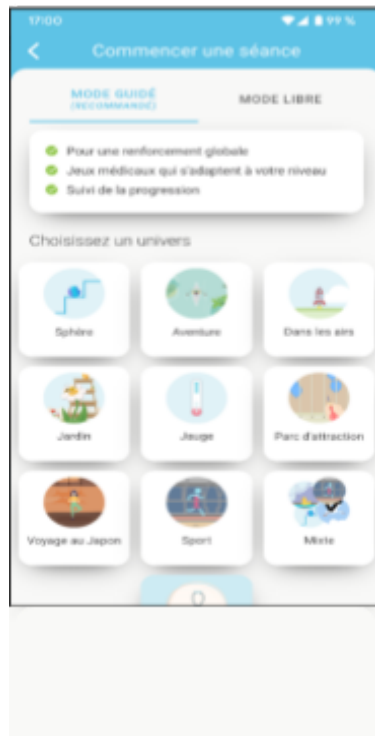 17:00 99 %
Commencer une séance
MODE GUIDÉ
(RECOMMANDÉ)
MODE LIBRE
Pour une renforcement globale
Jeux médicaux qui s'adaptent à votre niveau
Suivi de la progression
Choisissez un univers
Sphère Aventure Dans les airs
Jardin Jauge Parc d'attraction
Voyage au Japon Sport Mixte